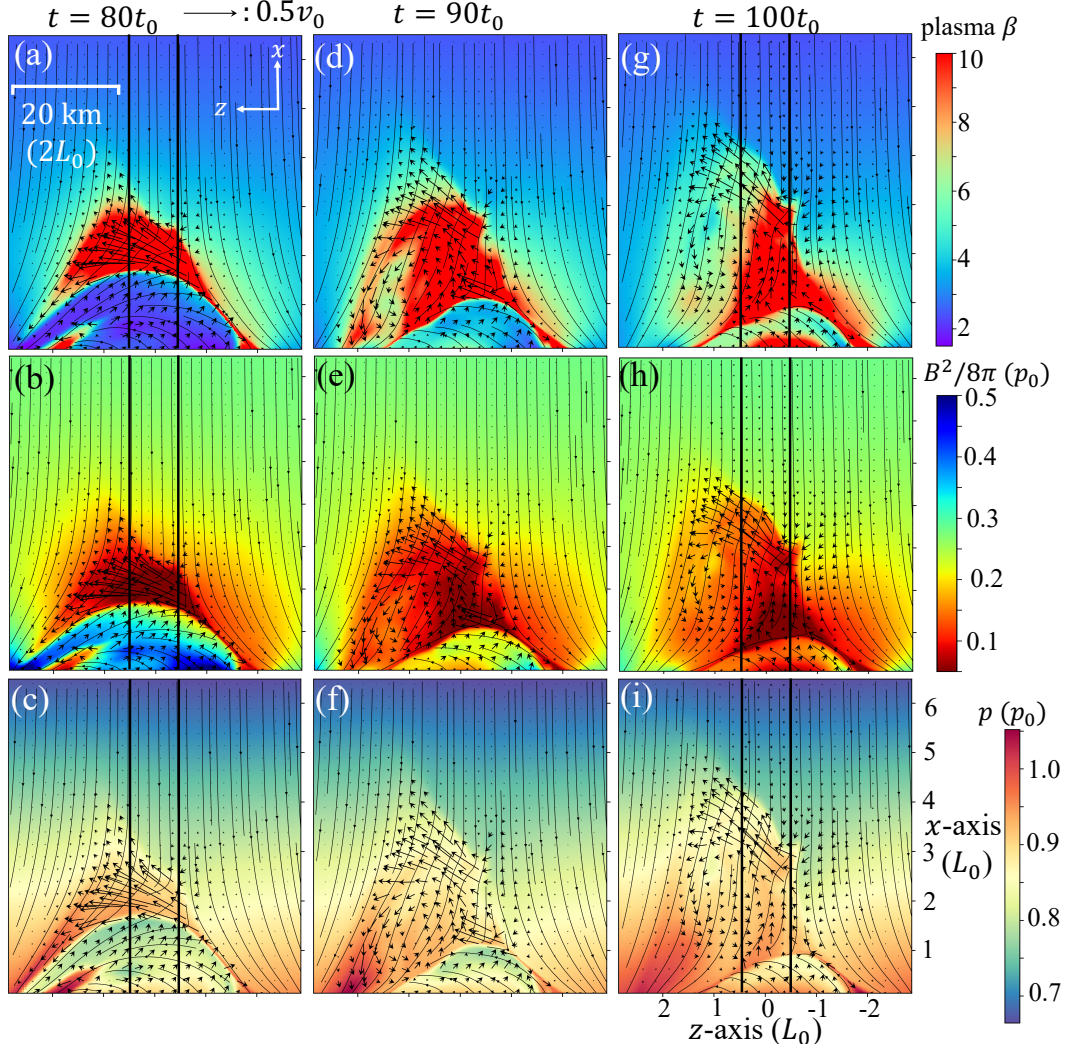 t = 80t₀ → : 0.5v₀ t = 90t₀ t = 100t₀ plasma β
(a) (d) (g)
x
z
20 km
(2L₀)
10
8
6
4
2
(b) (e) (h) B²/8π (p₀)
0.5
0.4
0.3
0.2
0.1
(c) (f) (i) p (p₀)
6
5
4
3
2
1
x-axis
(L₀)
1.0
0.9
0.8
0.7
2 1 0 -1 -2
z-axis (L₀)